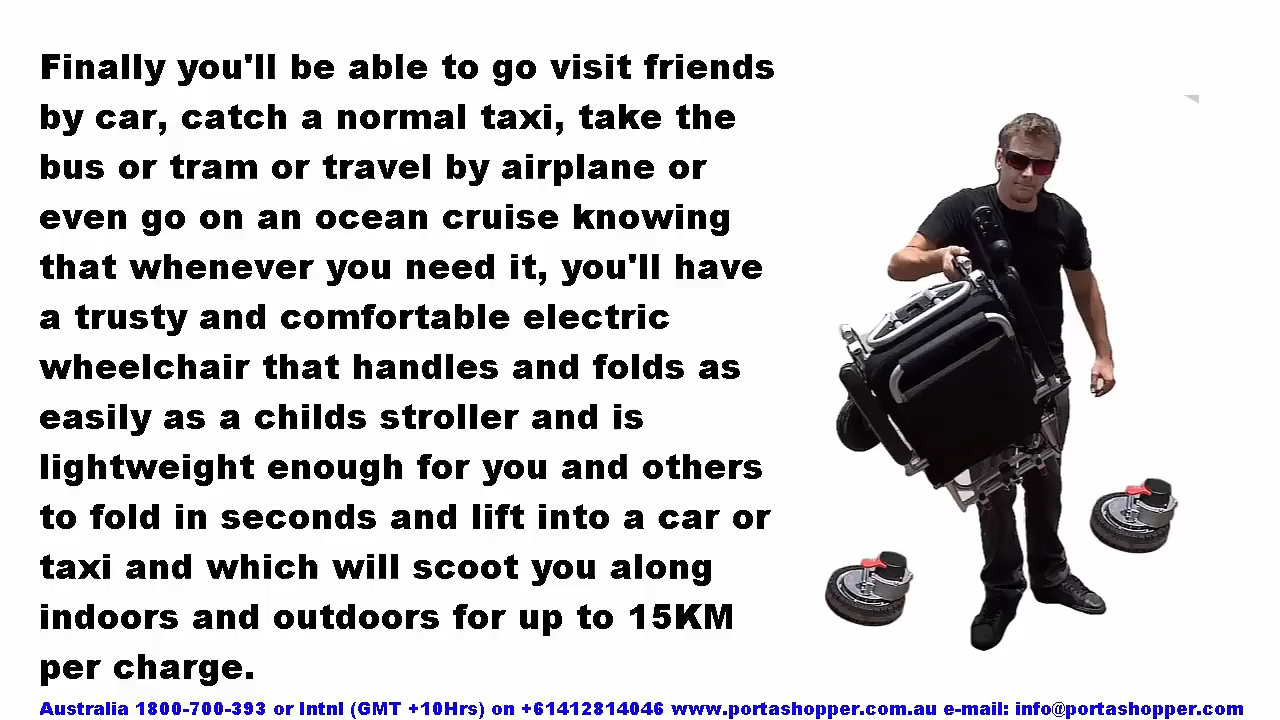 Finally you'll be able to go visit friends
by car, catch a normal taxi, take the
bus or tram or travel by airplane or
even go on an ocean cruise knowing
that whenever you need it, you'll have
a trusty and comfortable electric
wheelchair that handles and folds as
easily as a childs stroller and is
lightweight enough for you and others
to fold in seconds and lift into a car or
taxi and which will scoot you along
indoors and outdoors for up to 15KM
per charge.
Australia 1800-700-393 or Intnl (GMT +10Hrs) on +61412814046 www.portashopper.com.au e-mail: info@portashopper.com